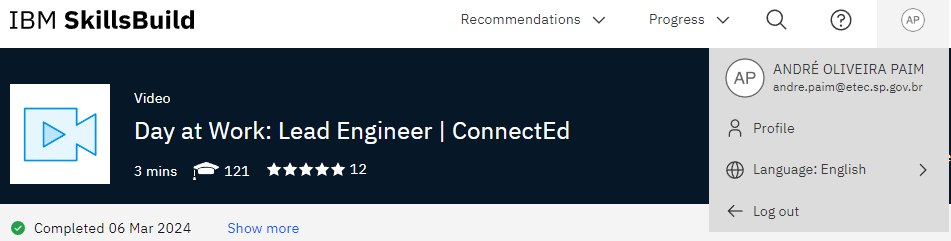 IBM SkillsBuild
Recommendations
Progress
AP
AP
ANDRÉ OLIVEIRA PAIM
andre.paim@etec.sp.gov.br
Profile
Language: English
Log out
Video
Day at Work: Lead Engineer | ConnectEd
3 mins 121 12
Completed 06 Mar 2024 Show more